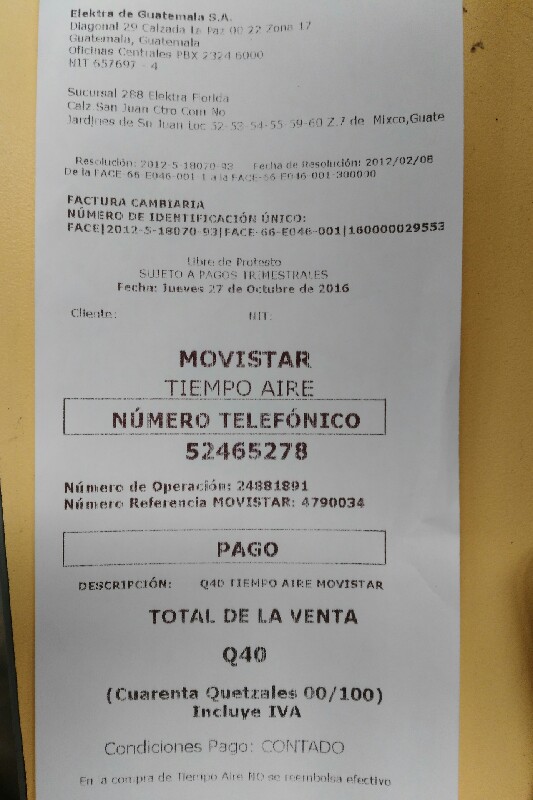 Elektra de Guatemala S.A.
Diagonal 29 Calzada La Paz 00 22 Zona 17
Guatemala, Guatemala
Oficinas Centrales PBX 2324 6000
NIT 657697 - 4
Sucursal 288 Elektra Florida
Calz San Juan Ctro Com No
Jardines de Sn Juan Loc 52-53-54-55-59-60 Z.7 de Mixco,Guate
Resolución: 2012-5-18070-93 Fecha de Resolución: 2012/02/08
De la FACE-66-E046-001-1 a la FACE-66-E046-001-300000
FACTURA CAMBIARIA
NÚMERO DE IDENTIFICACIÓN ÚNICO:
FACE|2012-5-18070-93|FACE-66-E046-001|160000029553
Libre de Protesto
SUJETO A PAGOS TRIMESTRALES
Fecha: Jueves 27 de Octubre de 2016
Cliente: NIT:
MOVISTAR
TIEMPO AIRE
NÚMERO TELEFÓNICO
52465278
Número de Operación: 24881891
Número Referencia MOVISTAR: 4790034
PAGO
DESCRIPCIÓN: Q40 TIEMPO AIRE MOVISTAR
TOTAL DE LA VENTA
Q40
(Cuarenta Quetzales 00/100)
Incluye IVA
Condiciones Pago: CONTADO
En la compra de Tiempo Aire NO se reembolsa efectivo